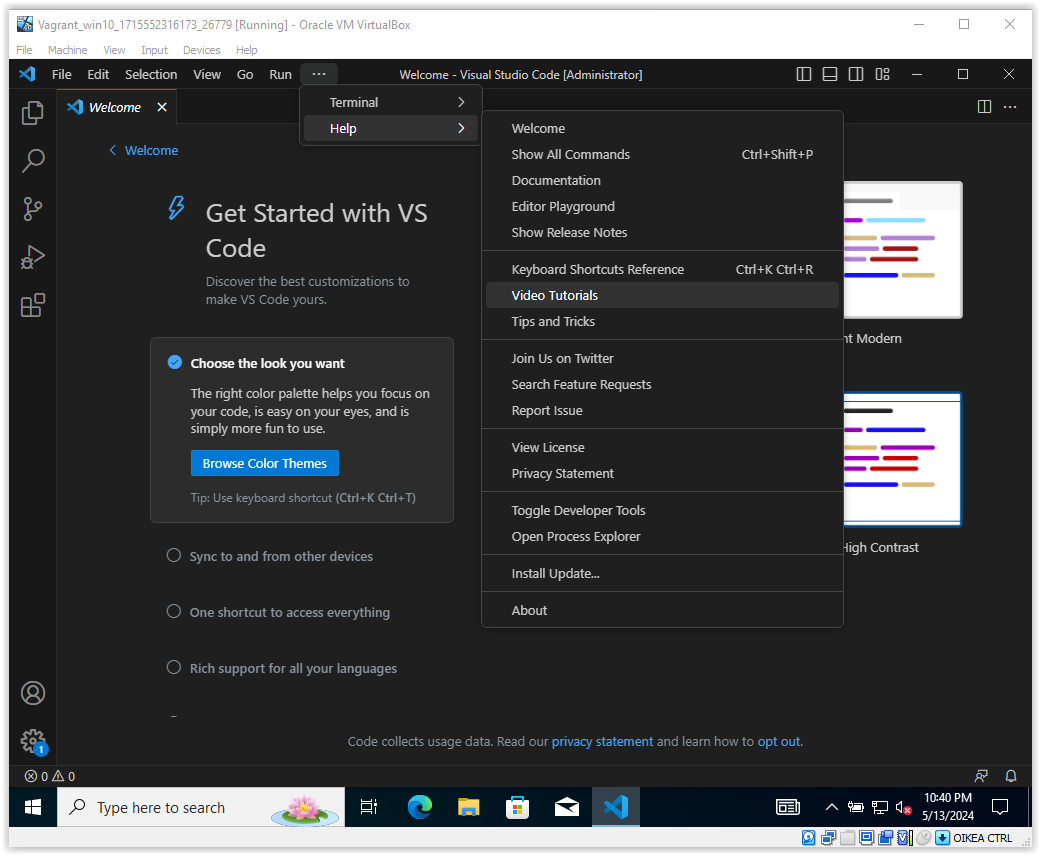 Vagrant_win10_1715552316173_26779 [Running] - Oracle VM VirtualBox
File Machine View Input Devices Help
File Edit Selection View Go Run ··· Welcome - Visual Studio Code [Administrator]
Welcome
Terminal
Help
Welcome
Get Started with VS
Code
Discover the best customizations to
make VS Code yours.
Choose the look you want
The right color palette helps you focus on
your code, is easy on your eyes, and is
simply more fun to use.
Browse Color Themes
Tip: Use keyboard shortcut (Ctrl+K Ctrl+T)
Sync to and from other devices
One shortcut to access everything
Rich support for all your languages
Welcome
Show All Commands Ctrl+Shift+P
Documentation
Editor Playground
Show Release Notes
Keyboard Shortcuts Reference Ctrl+K Ctrl+R
Video Tutorials
Tips and Tricks
Join Us on Twitter
Search Feature Requests
Report Issue
View License
Privacy Statement
Toggle Developer Tools
Open Process Explorer
Install Update...
About
nt Modern
High Contrast
Code collects usage data. Read our privacy statement and learn how to opt out.
1
0 0
Type here to search
10:40 PM
5/13/2024
OIKEA CTRL